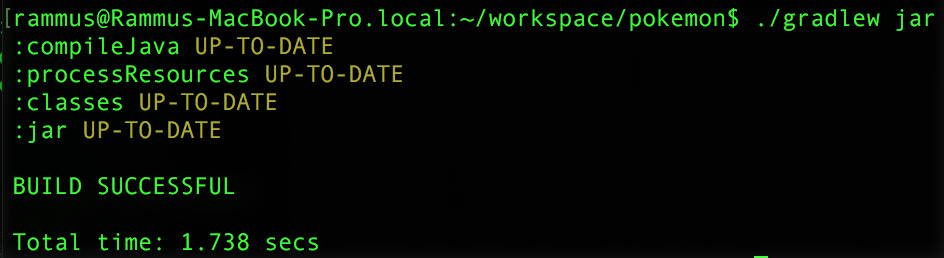 [rammus@Rammus-MacBook-Pro.local:~/workspace/pokemon$ ./gradlew jar
:compileJava UP-TO-DATE
:processResources UP-TO-DATE
:classes UP-TO-DATE
:jar UP-TO-DATE
BUILD SUCCESSFUL
Total time: 1.738 secs